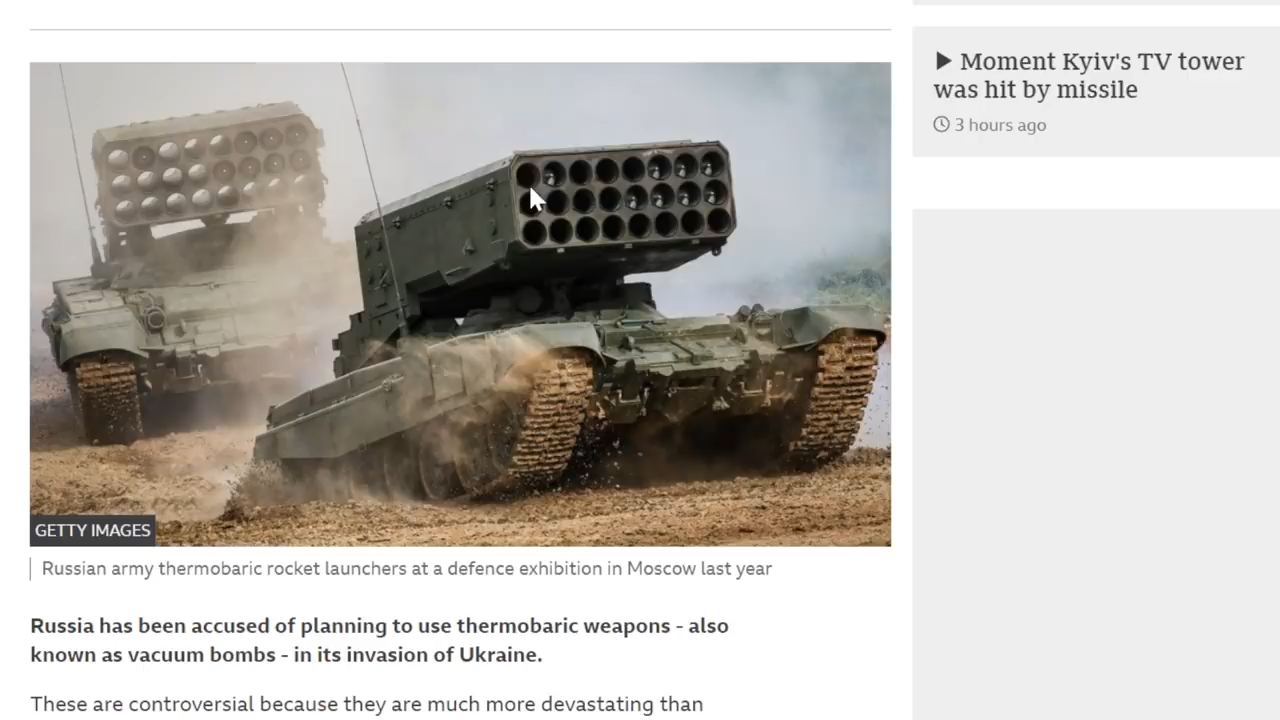 Moment Kyiv's TV tower
was hit by missile
3 hours ago
GETTY IMAGES
Russian army thermobaric rocket launchers at a defence exhibition in Moscow last year
Russia has been accused of planning to use thermobaric weapons - also
known as vacuum bombs - in its invasion of Ukraine.
These are controversial because they are much more devastating than